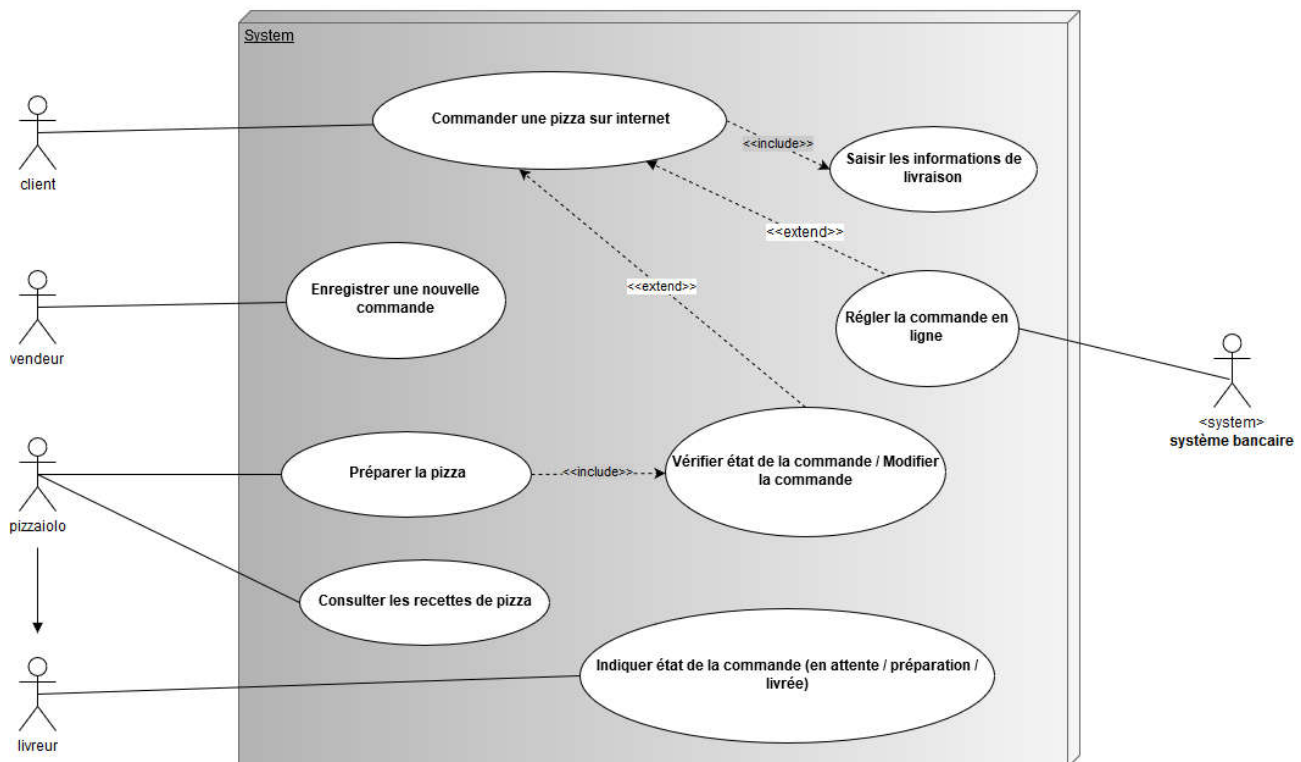 System
Commander une pizza sur internet
<<include>>
Saisir les informations de
livraison
client
<<extend>>
Enregistrer une nouvelle
commande
<<extend>>
Régler la commande en
ligne
vendeur
<system>
système bancaire
Préparer la pizza
<<include>>
Vérifier état de la commande / Modifier
la commande
pizzaiolo
Consulter les recettes de pizza
Indiquer état de la commande (en attente / préparation /
livrée)
livreur